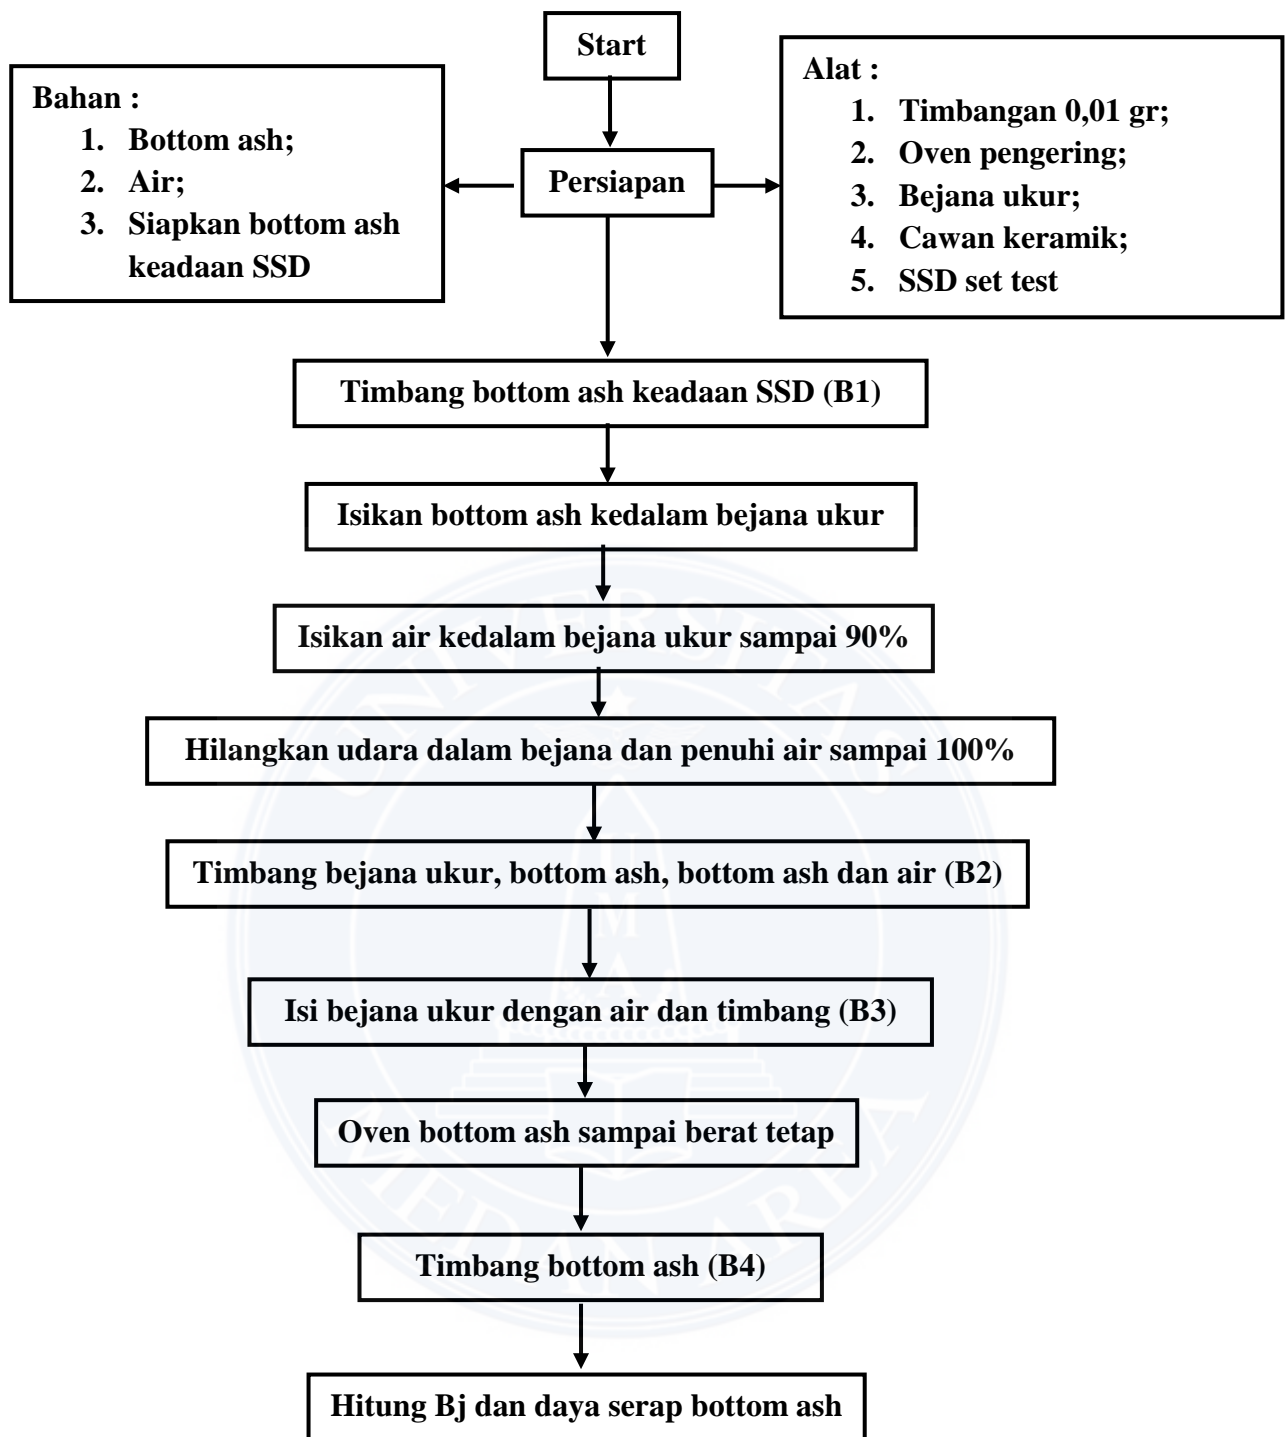 Start
Bahan :
1. Bottom ash;
2. Air;
3. Siapkan bottom ash
keadaan SSD
Persiapan
Alat :
1. Timbangan 0,01 gr;
2. Oven pengering;
3. Bejana ukur;
4. Cawan keramik;
5. SSD set test
Timbang bottom ash keadaan SSD (B1)
Isikan bottom ash kedalam bejana ukur
Isikan air kedalam bejana ukur sampai 90%
Hilangkan udara dalam bejana dan penuhi air sampai 100%
Timbang bejana ukur, bottom ash, bottom ash dan air (B2)
Isi bejana ukur dengan air dan timbang (B3)
Oven bottom ash sampai berat tetap
Timbang bottom ash (B4)
Hitung Bj dan daya serap bottom ash
UNIVERSITAS
UMA
MEDAN AREA